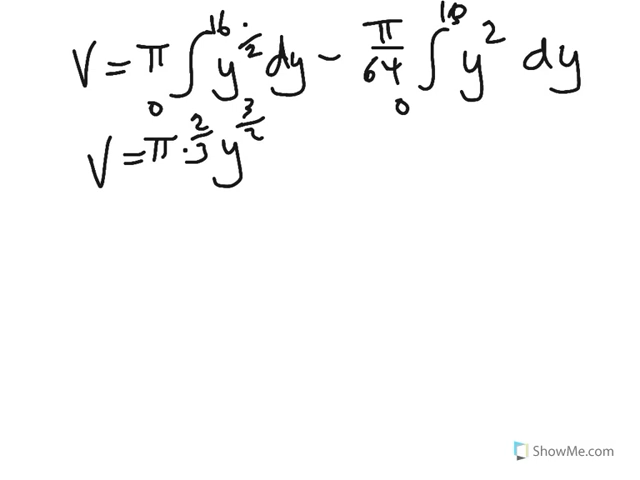 V = π ∫₀¹⁶ y^{1/2} dy − π/64 ∫₀¹⁶ y² dy
V = π · 2/3 y^{3/2}
ShowMe.com